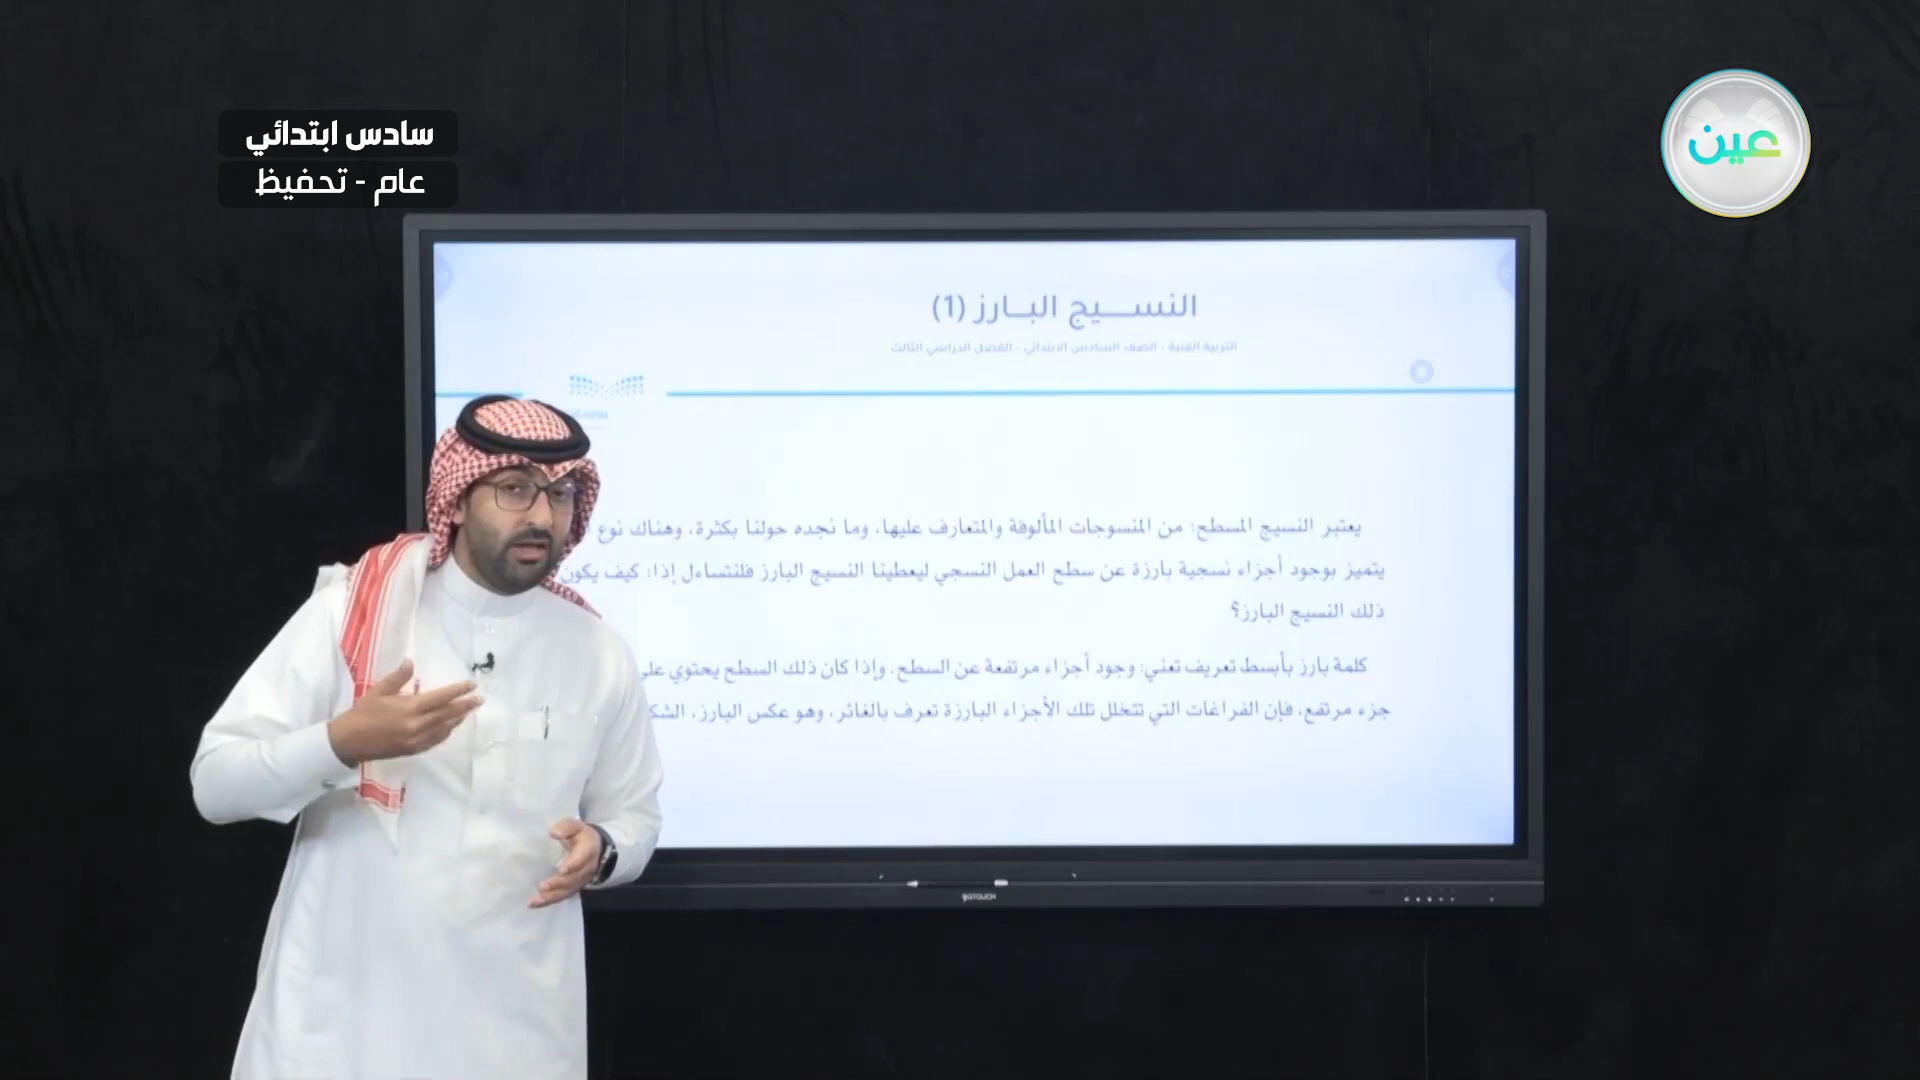 سادس ابتدائي
عام - تحفيظ
عين
النسيج البارز (1)
التربية الفنية - الصف السادس الابتدائي - الفصل الدراسي الثالث
يعتبر النسيج المسطح: من المنسوجات المألوفة والمتعارف عليها، وما نجده حولنا بكثرة، وهناك نوع
يتميز بوجود أجزاء نسجية بارزة عن سطح العمل النسجي ليعطينا النسيج البارز فلنتساءل إذا: كيف يكون
ذلك النسيج البارز؟
كلمة بارز بأبسط تعريف تعني: وجود أجزاء مرتفعة عن السطح، وإذا كان ذلك السطح يحتوي على
جزء مرتفع، فإن الفراغات التي تتخلل تلك الأجزاء البارزة تعرف بالغائر، وهو عكس البارز، الشكل